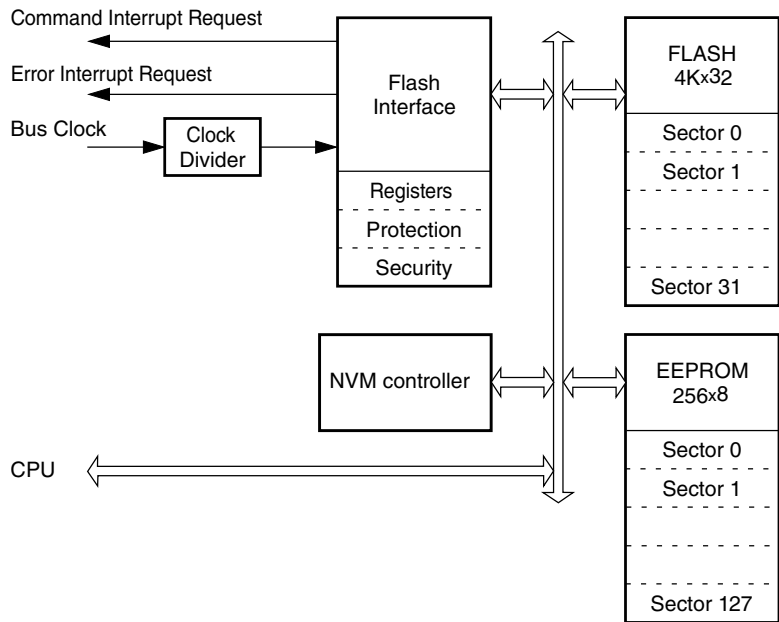 Command Interrupt Request
Error Interrupt Request
Bus Clock
Clock
Divider
Flash
Interface
Registers
Protection
Security
FLASH
4Kx32
Sector 0
Sector 1
Sector 31
NVM controller
CPU
EEPROM
256x8
Sector 0
Sector 1
Sector 127